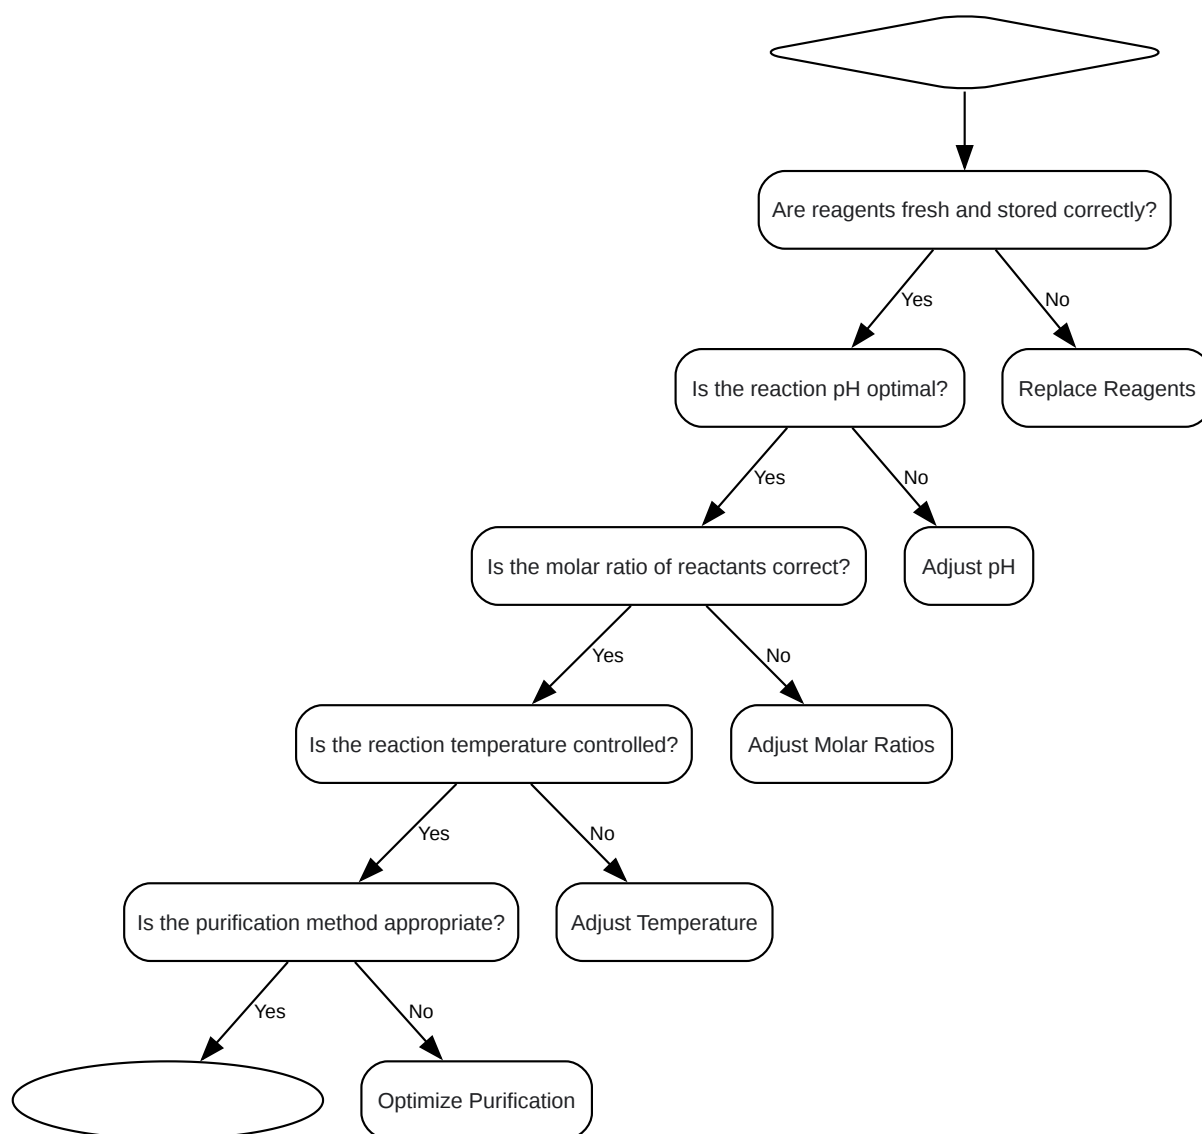 Are reagents fresh and stored correctly?
Yes
No
Is the reaction pH optimal?
Replace Reagents
Yes
No
Is the molar ratio of reactants correct?
Adjust pH
Yes
No
Is the reaction temperature controlled?
Adjust Molar Ratios
Yes
No
Is the purification method appropriate?
Adjust Temperature
Yes
No
Optimize Purification